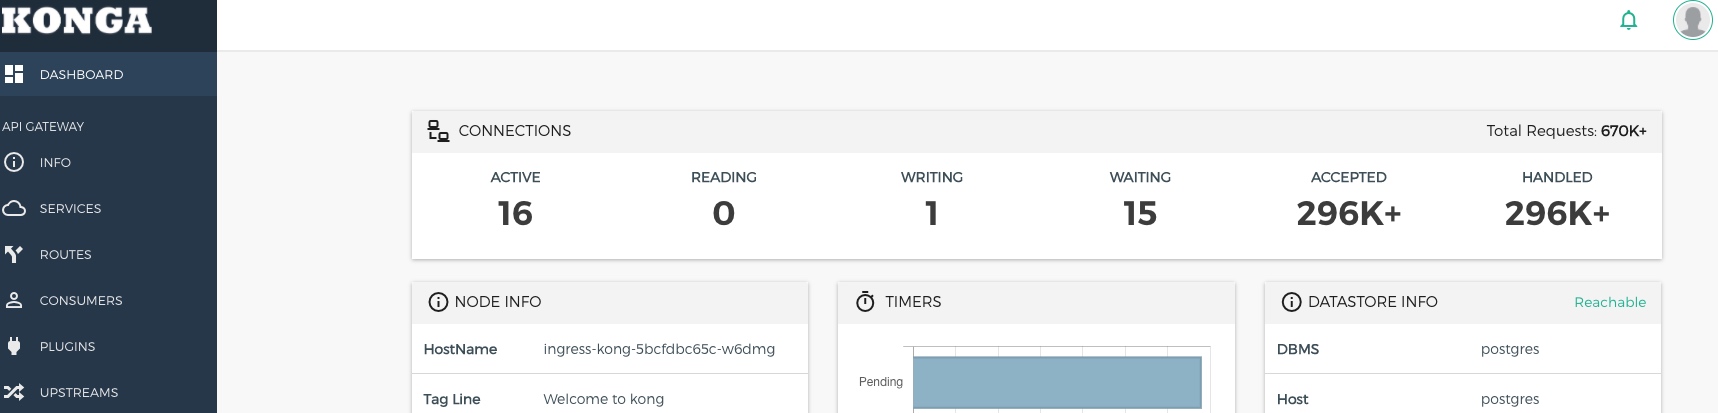 KONGA
DASHBOARD
API GATEWAY
INFO
SERVICES
ROUTES
CONSUMERS
PLUGINS
UPSTREAMS
CONNECTIONS Total Requests: 670K+
ACTIVE READING WRITING WAITING ACCEPTED HANDLED
16 0 1 15 296K+ 296K+
NODE INFO
HostName ingress-kong-5bcfdbc65c-w6dmg
Tag Line Welcome to kong
TIMERS
Pending
DATASTORE INFO Reachable
DBMS postgres
Host postgres